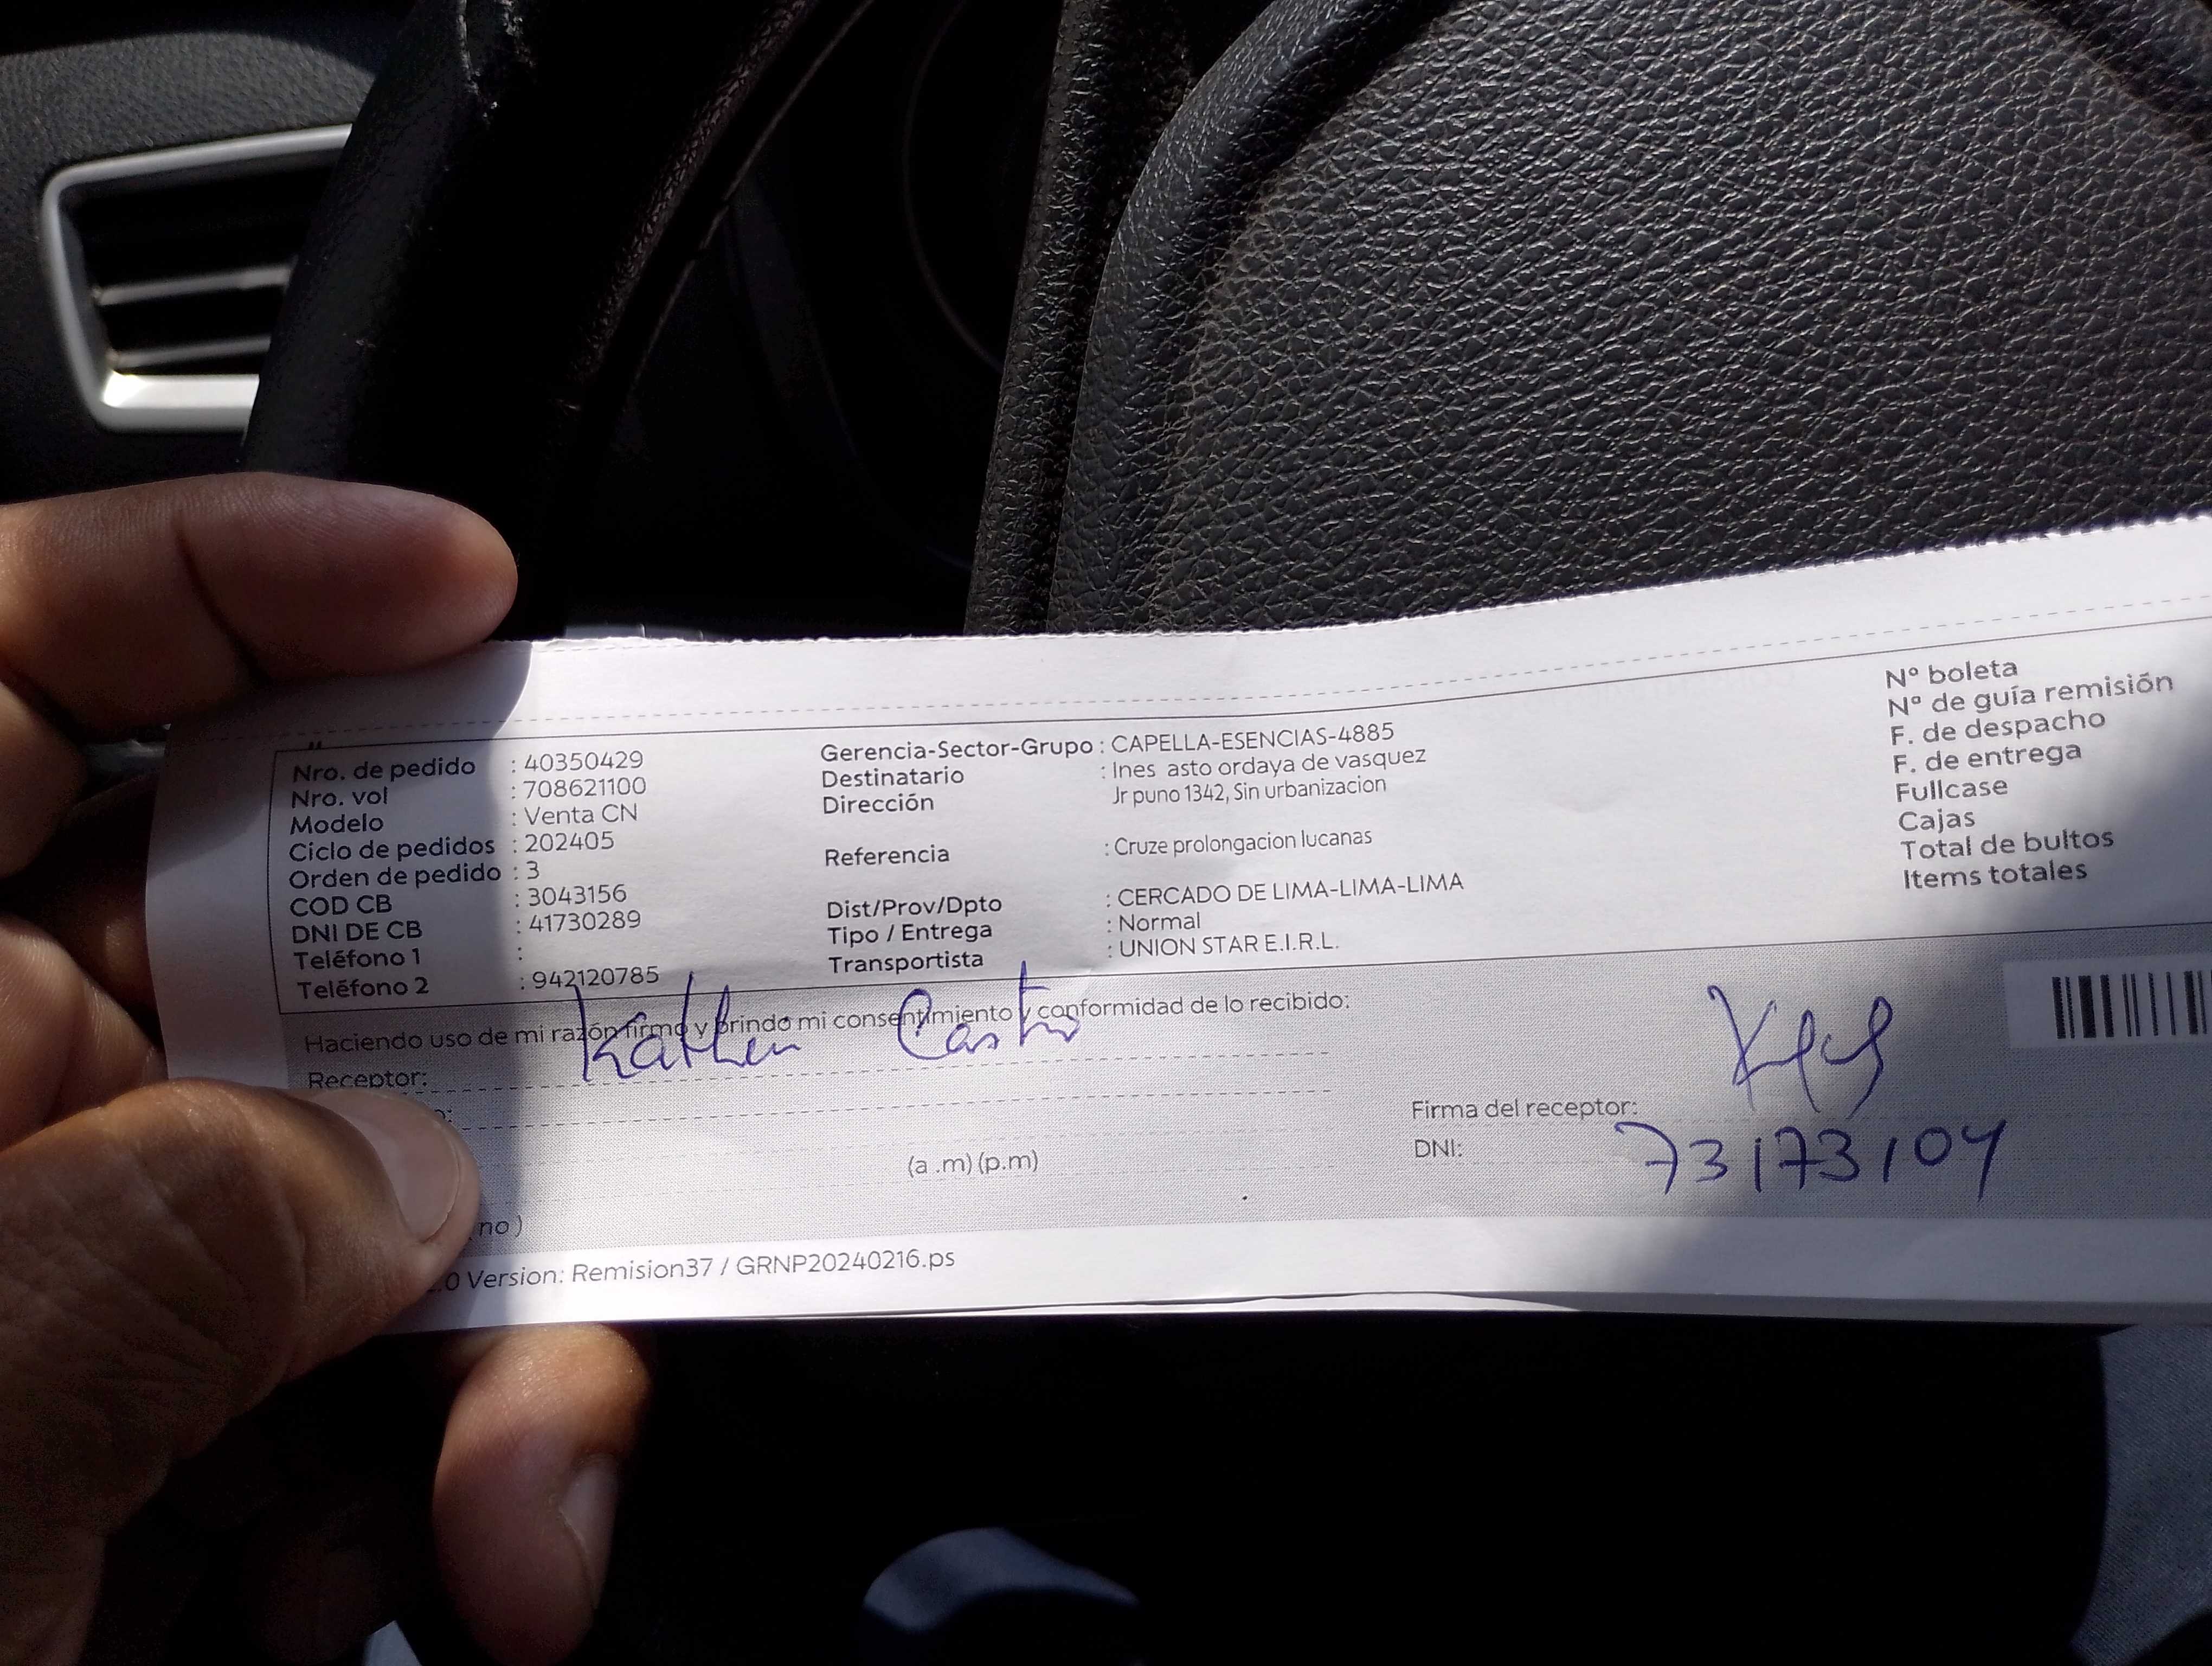 Nro. de pedido : 40350429
Nro. vol : 708621100
Modelo : Venta CN
Ciclo de pedidos : 202405
Orden de pedido : 3
COD CB : 3043156
DNI DE CB : 41730289
Teléfono 1 :
Teléfono 2 : 942120785
Gerencia-Sector-Grupo : CAPELLA-ESENCIAS-4885
Destinatario : Ines asto ordaya de vasquez
Dirección Jr puno 1342, Sin urbanizacion
Referencia : Cruze prolongacion lucanas
Dist/Prov/Dpto : CERCADO DE LIMA-LIMA-LIMA
Tipo / Entrega : Normal
Transportista : UNION STAR E.I.R.L.
Nº boleta
Nº de guía remisión
F. de despacho
F. de entrega
Fullcase
Cajas
Total de bultos
Items totales
Haciendo uso de mi razón firmo y brindo mi consentimiento y conformidad de lo recibido:
Receptor: Castro
(a .m) (p.m)
Firma del receptor:
DNI: 73173104
no )
.0 Version: Remision37 / GRNP20240216.ps